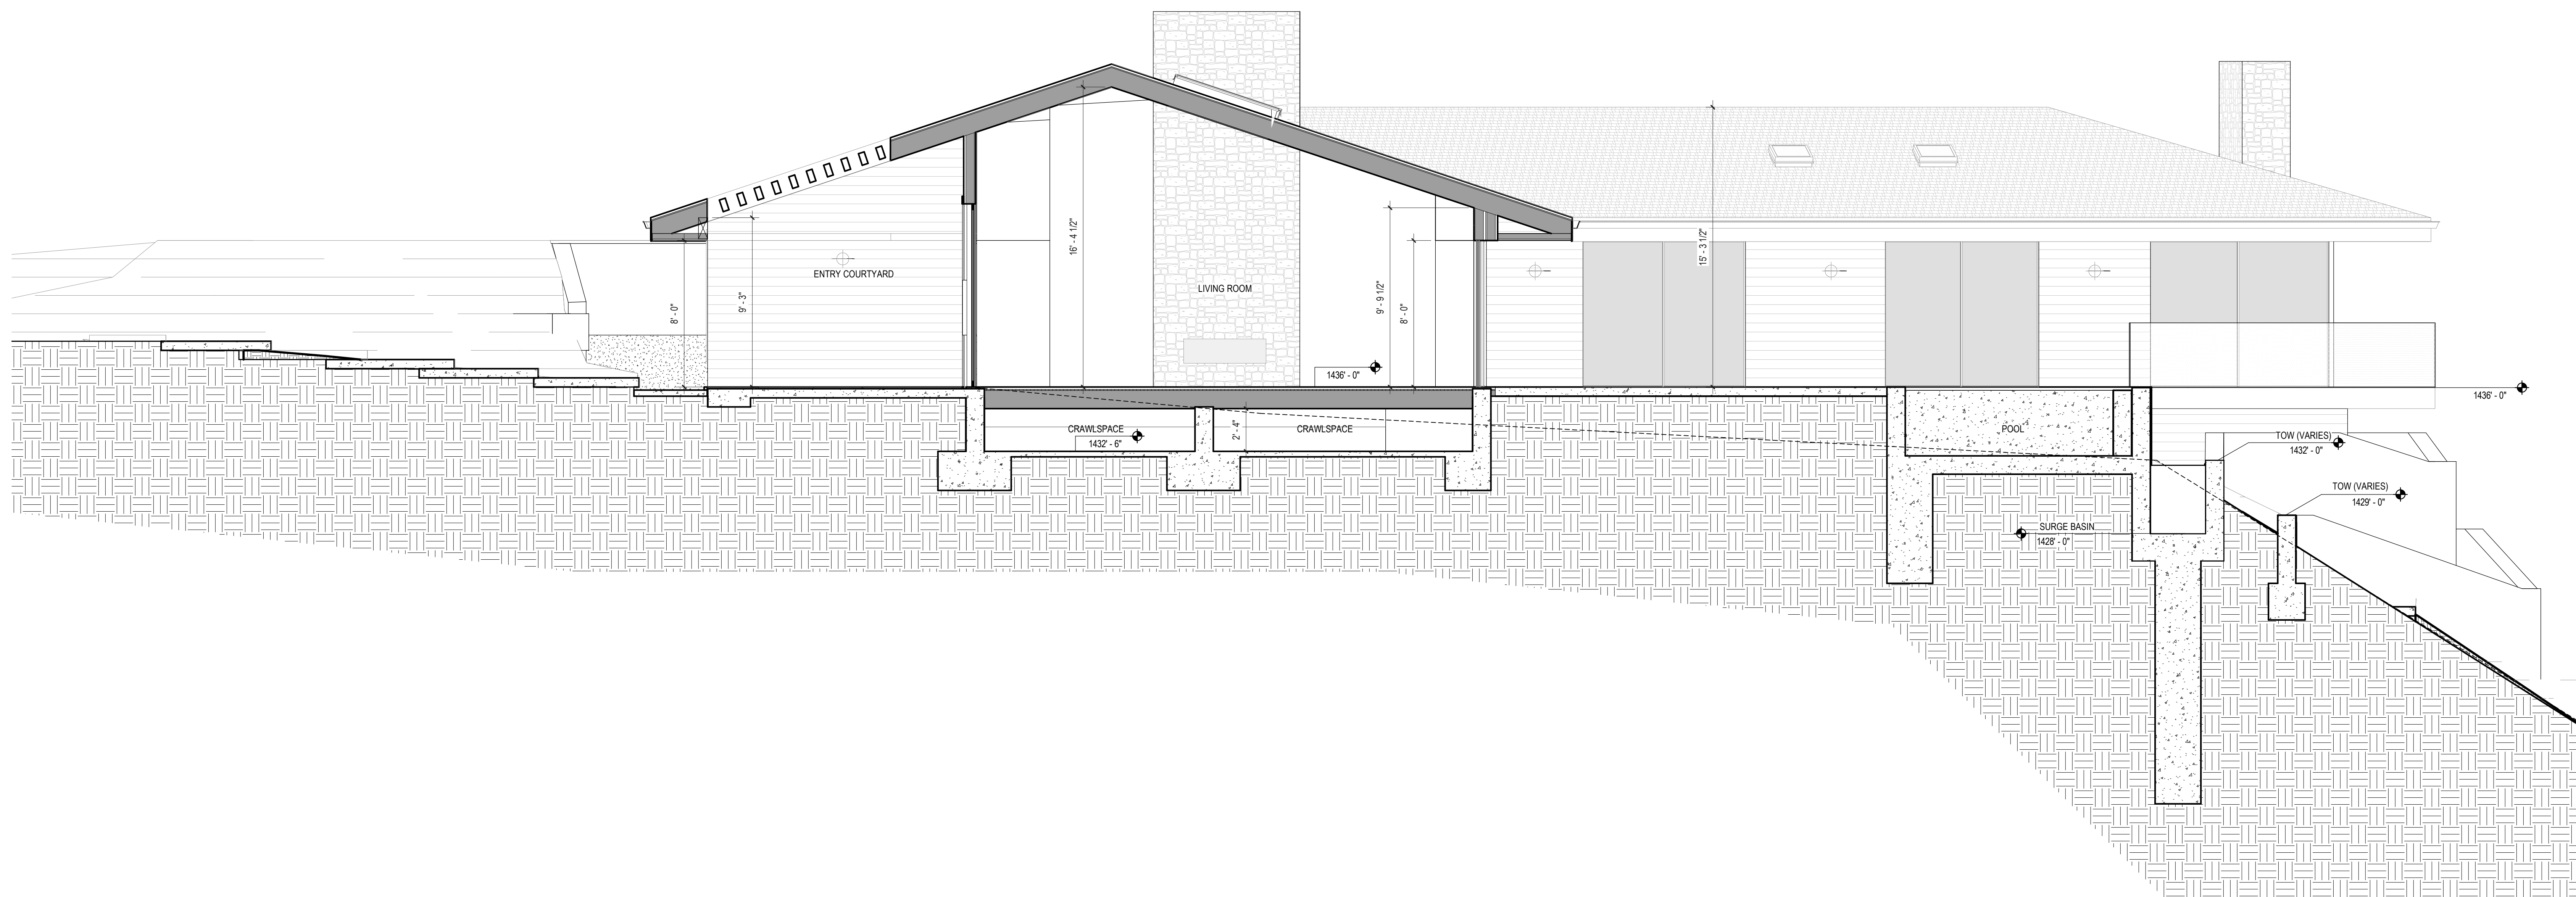 16' - 4 1/2"
15' - 3 1/2"
ENTRY COURTYARD
LIVING ROOM
8' - 0"
9' - 3"
9' - 9 1/2"
8' - 0"
1436' - 0"
1436' - 0"
CRAWLSPACE
1432' - 6"
2' - 4"
CRAWLSPACE
POOL
TOW (VARIES)
1432' - 0"
TOW (VARIES)
1429' - 0"
SURGE BASIN
1428' - 0"